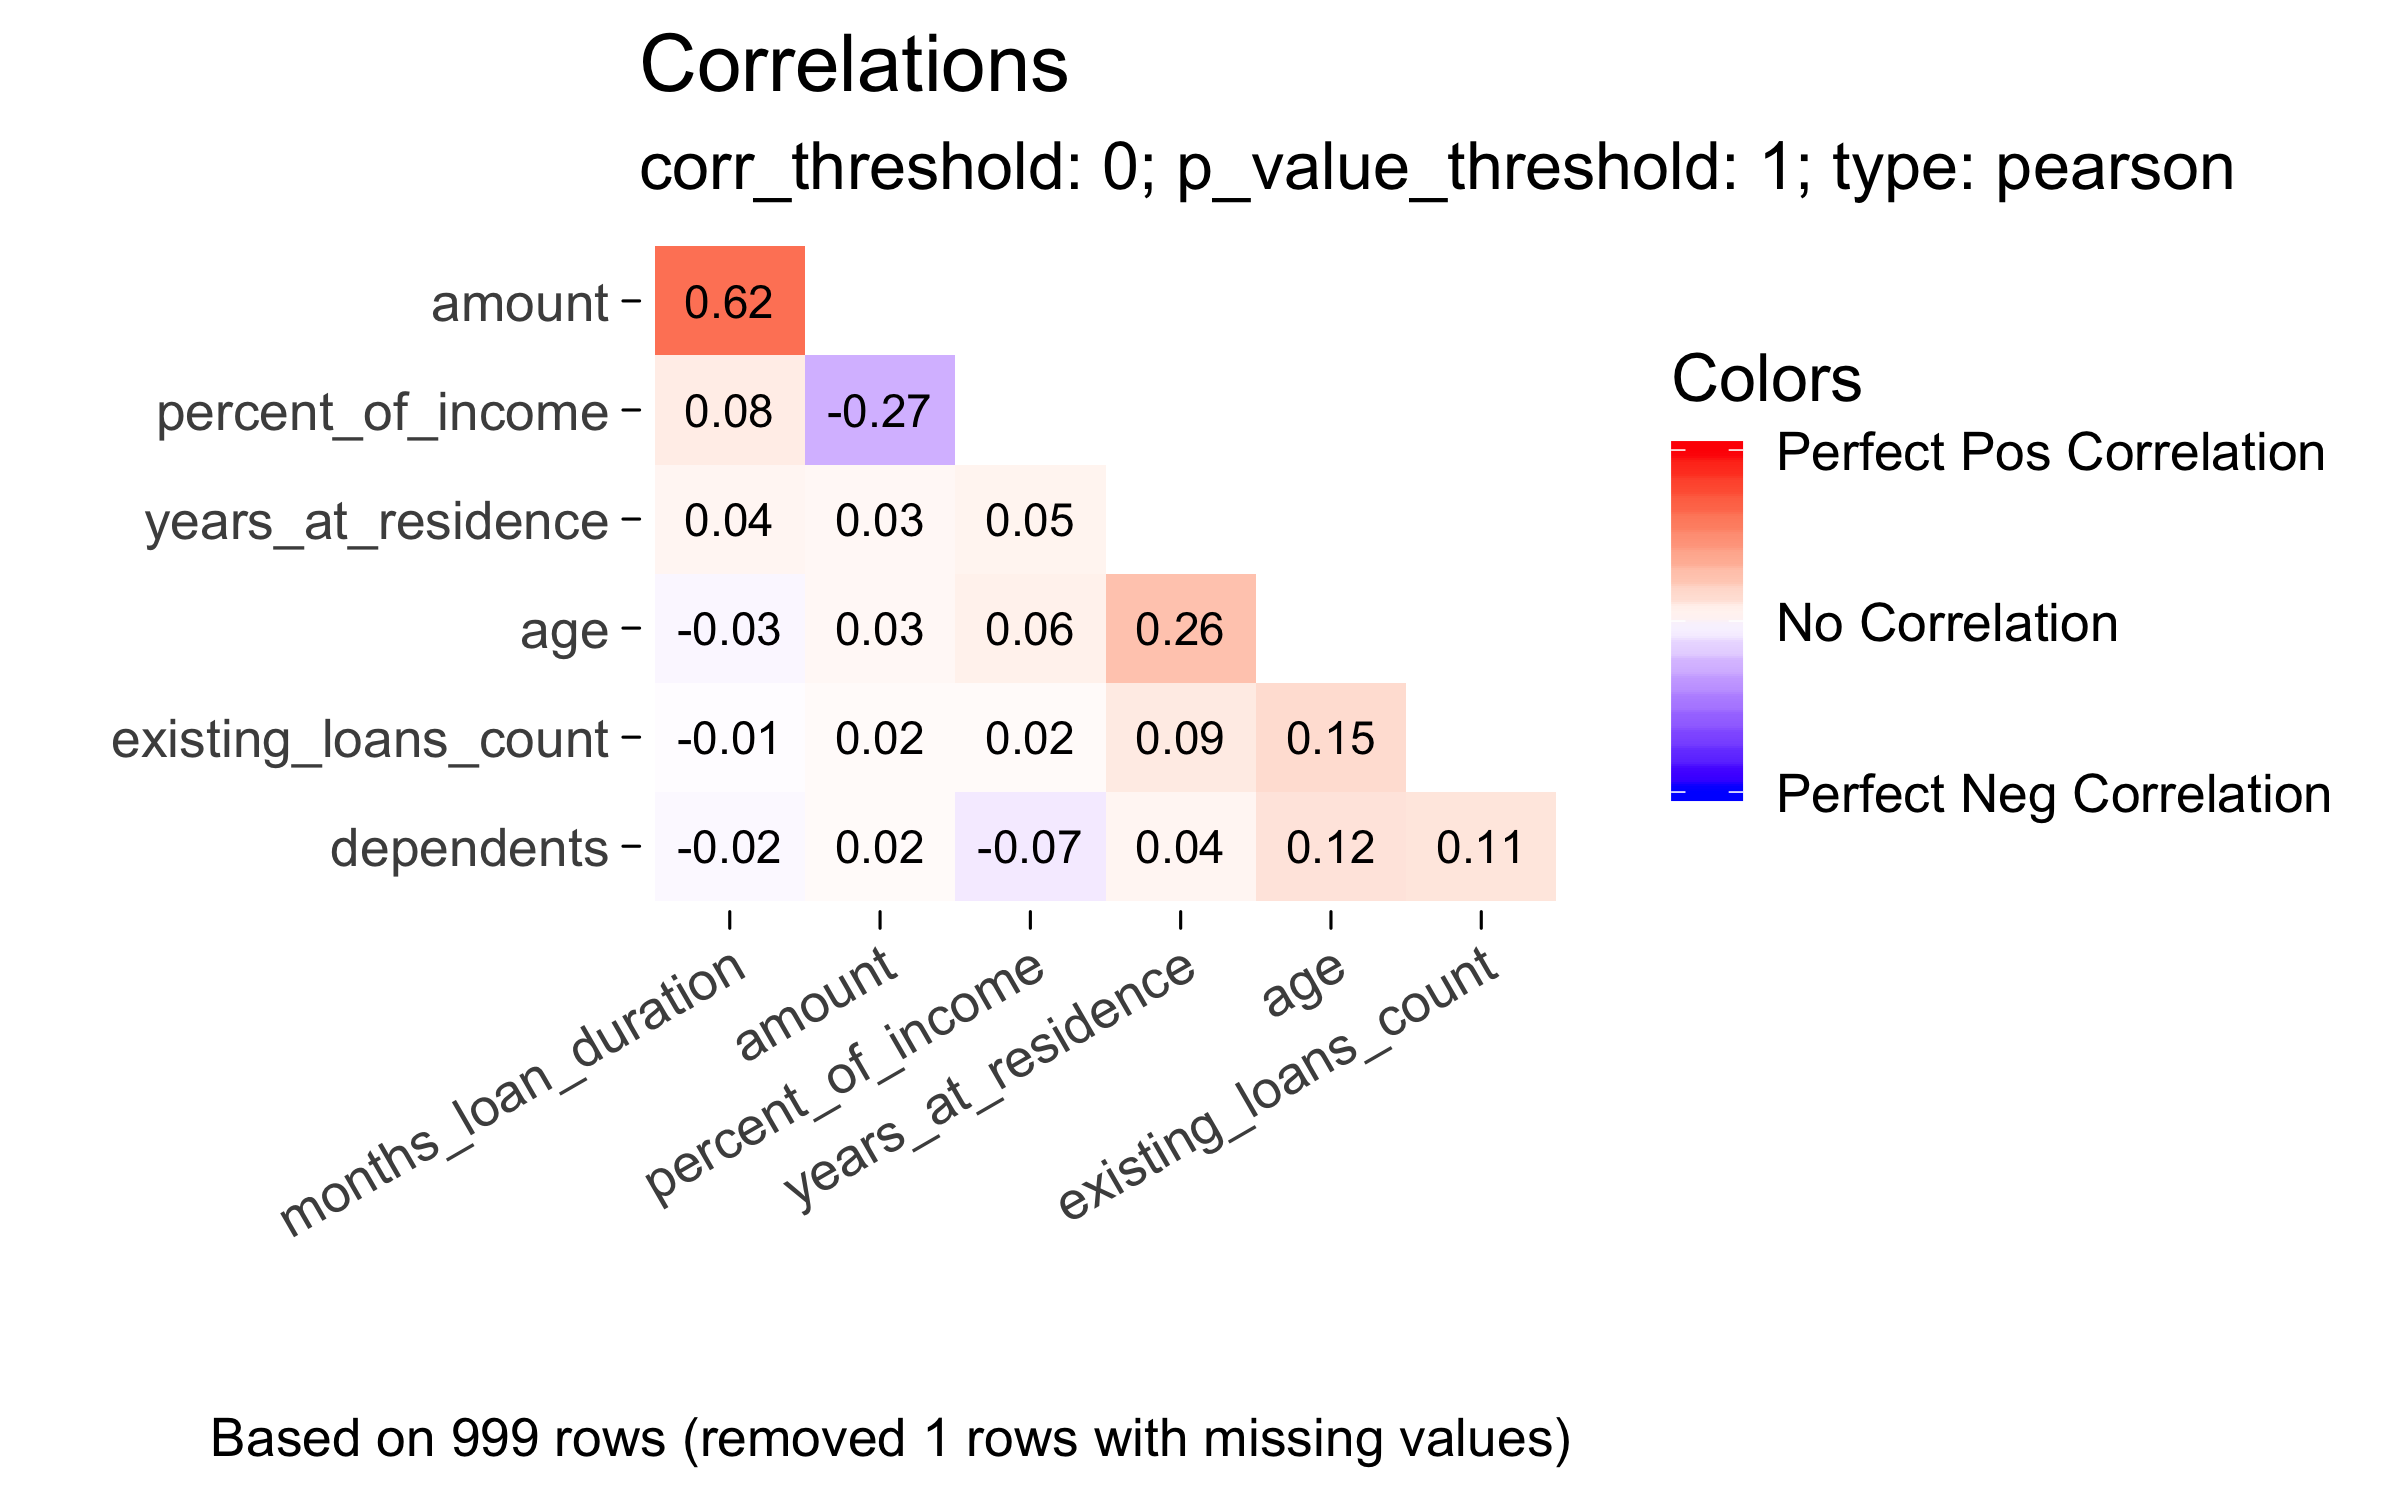 Correlations
corr_threshold: 0; p_value_threshold: 1; type: pearson
amount 0.62
percent_of_income 0.08 -0.27
years_at_residence 0.04 0.03 0.05
age -0.03 0.03 0.06 0.26
existing_loans_count -0.01 0.02 0.02 0.09 0.15
dependents -0.02 0.02 -0.07 0.04 0.12 0.11
months_loan_duration
amount
percent_of_income
years_at_residence
age
existing_loans_count
Colors
Perfect Pos Correlation
No Correlation
Perfect Neg Correlation
Based on 999 rows (removed 1 rows with missing values)